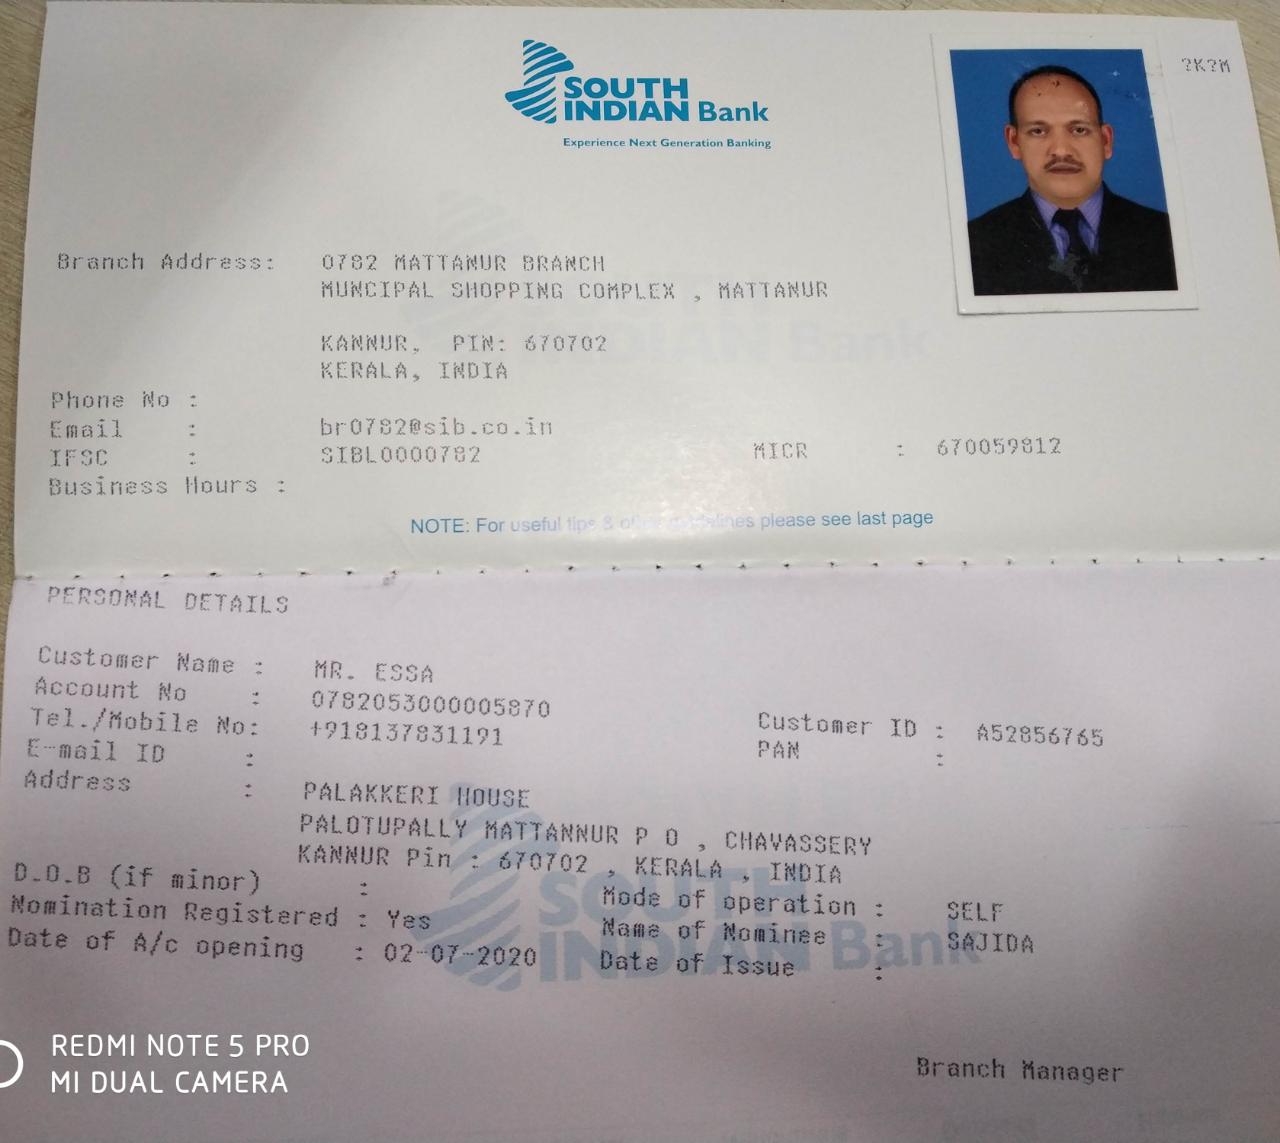 ?K?M
SOUTH
INDIAN Bank
Experience Next Generation Banking
Branch Address: 0782 MATTANUR BRANCH
MUNCIPAL SHOPPING COMPLEX , MATTANUR
KANNUR, PIN: 670702
KERALA, INDIA
Phone No :
Email : br0782@sib.co.in
IFSC : SIBL0000782 MICR : 670059812
Business Hours :
NOTE: For useful tips & other guidelines please see last page
PERSONAL DETAILS
Customer Name : MR. ESSA
Account No : 0782053000005870
Tel./Mobile No: +918137831191 Customer ID : A52856765
E-mail ID : PAN :
Address : PALAKKERI HOUSE
PALOTUPALLY MATTANNUR P O , CHAVASSERY
KANNUR Pin : 670702 , KERALA , INDIA
D.O.B (if minor) : Mode of operation : SELF
Nomination Registered : Yes Name of Nominee : SAJIDA
Date of A/c opening : 02-07-2020 Date of Issue :
SOUTH
INDIAN Bank
Branch Manager
REDMI NOTE 5 PRO
MI DUAL CAMERA